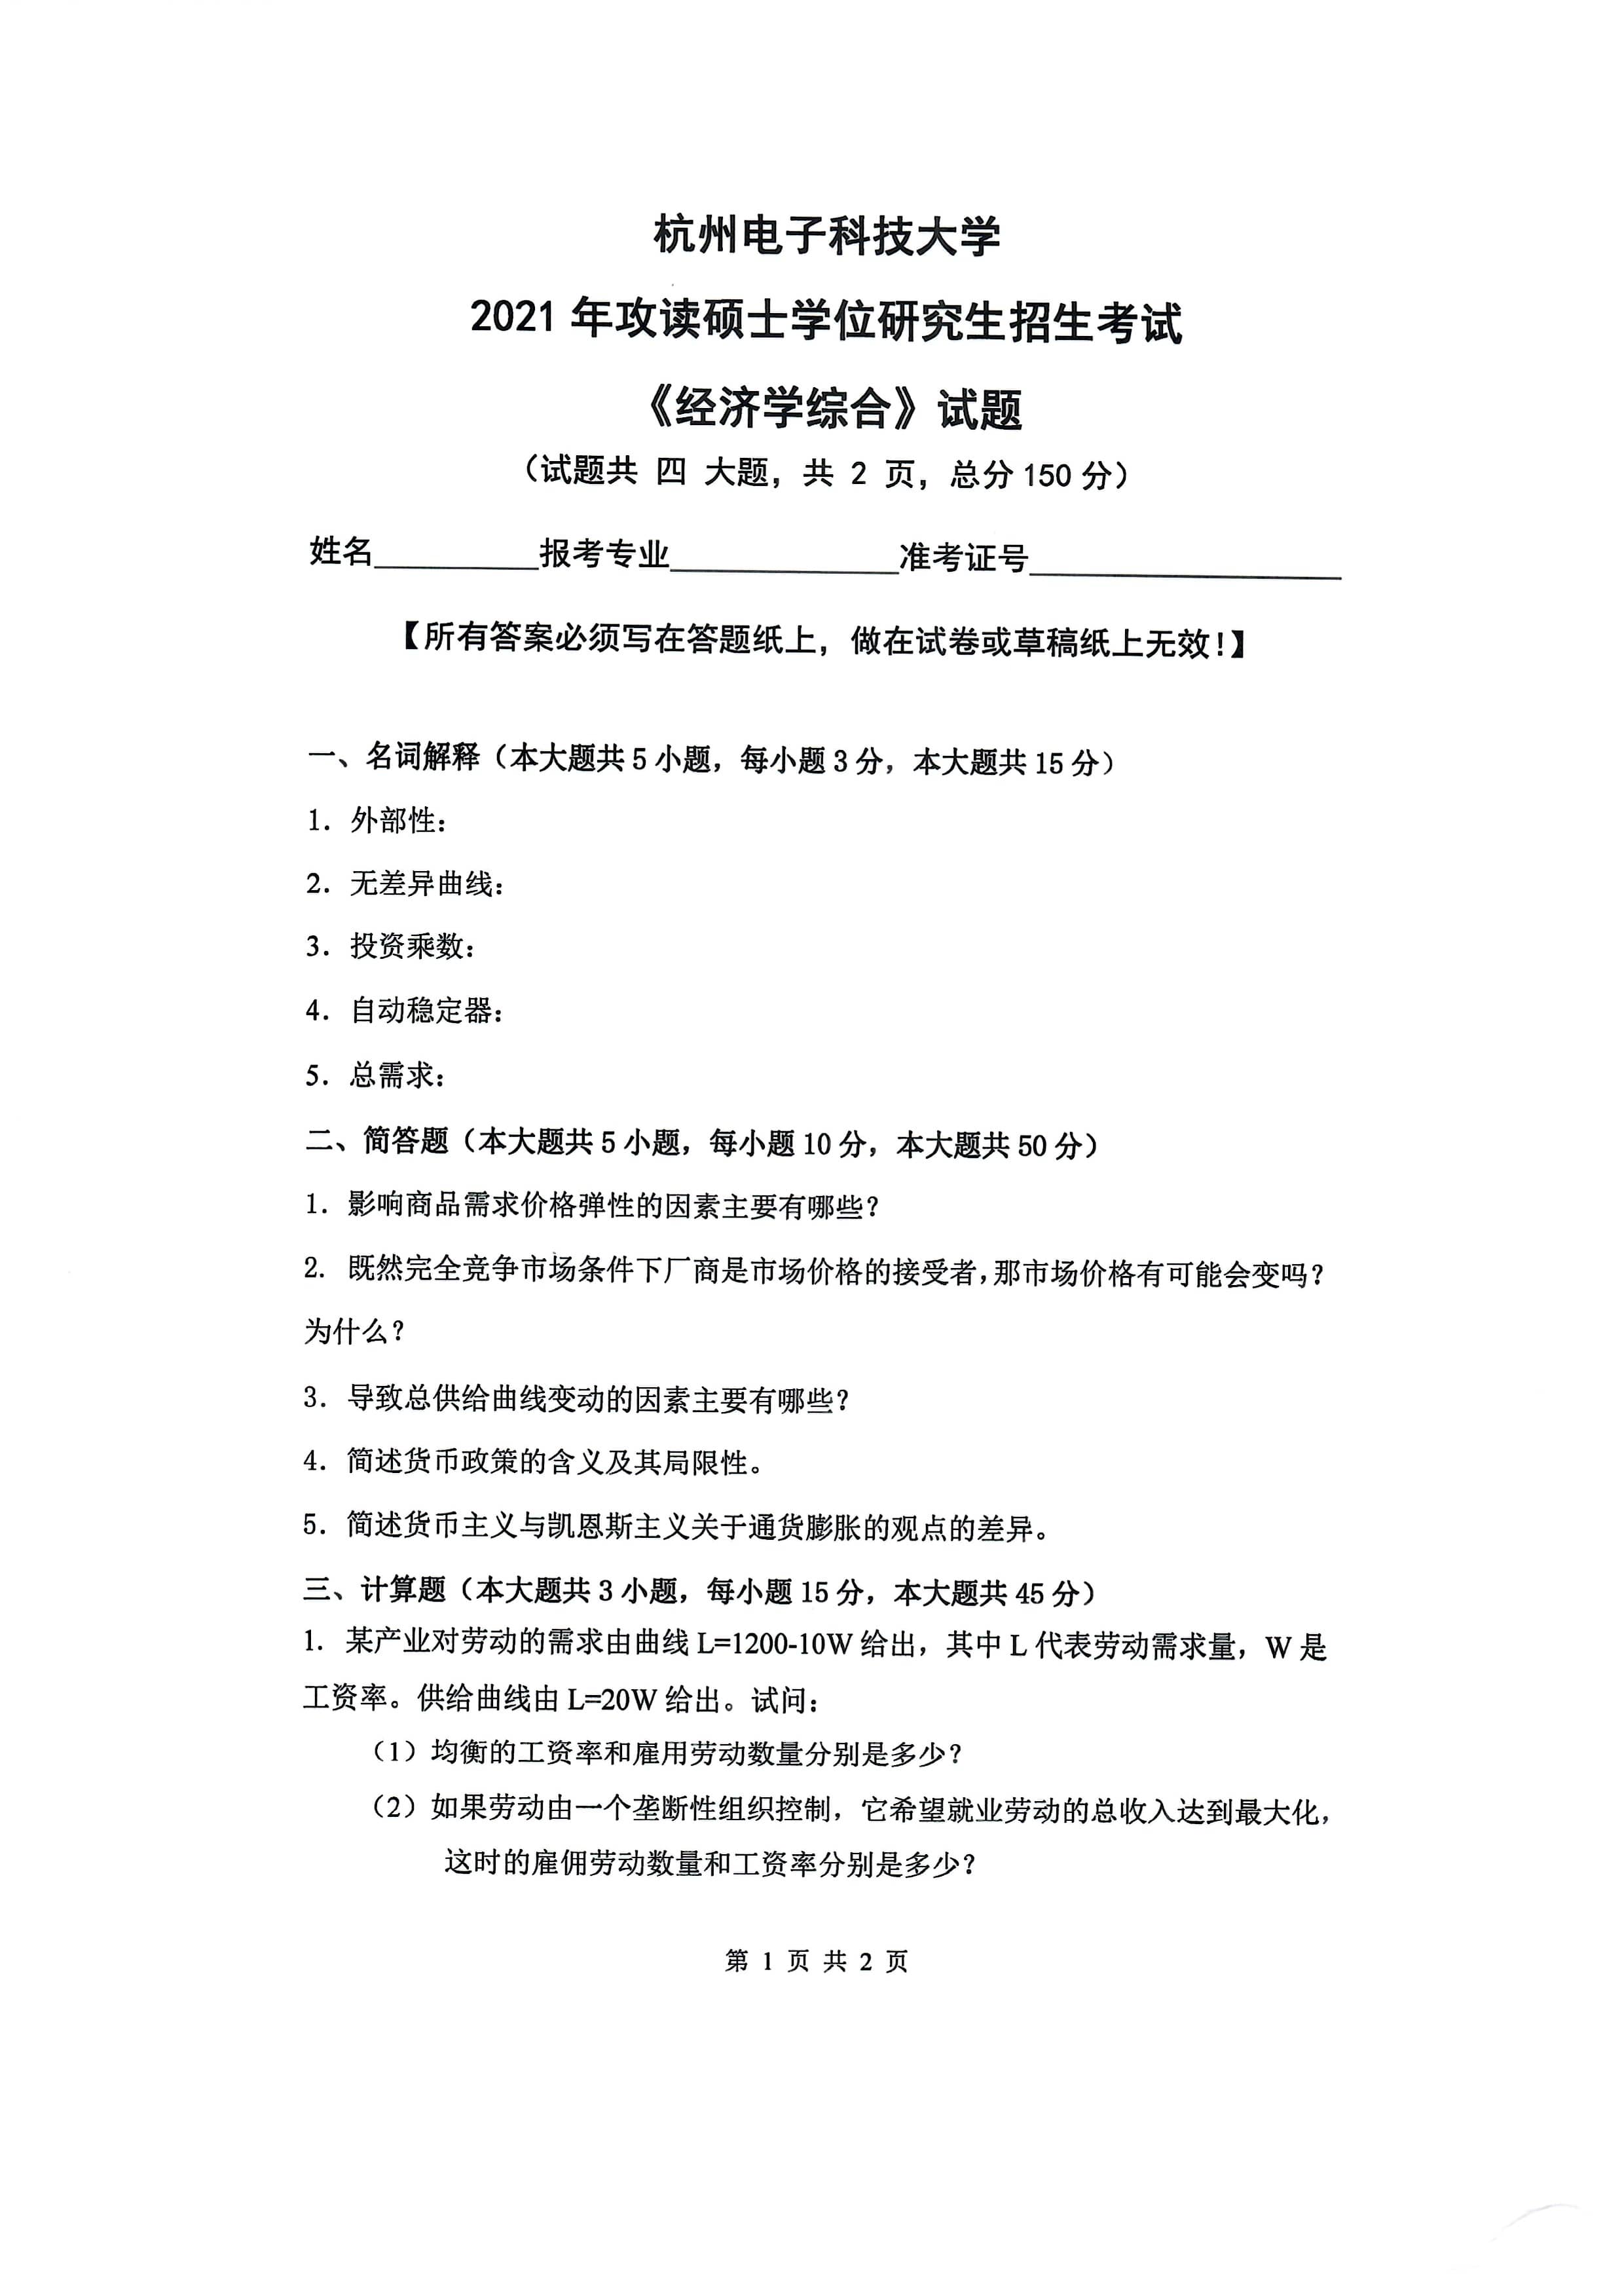 杭州电子科技大学
2021 年攻读硕士学位研究生招生考试
《经济学综合》试题
（试题共 四 大题，共 2 页，总分 150 分）
姓名__________报考专业______________准考证号___________________
【所有答案必须写在答题纸上，做在试卷或草稿纸上无效！】
一、名词解释（本大题共 5 小题，每小题 3 分，本大题共 15 分）
1．外部性：
2．无差异曲线：
3．投资乘数：
4．自动稳定器：
5．总需求：
二、简答题（本大题共 5 小题，每小题 10 分，本大题共 50 分）
1．影响商品需求价格弹性的因素主要有哪些？
2．既然完全竞争市场条件下厂商是市场价格的接受者，那市场价格有可能会变吗？
为什么？
3．导致总供给曲线变动的因素主要有哪些？
4．简述货币政策的含义及其局限性。
5．简述货币主义与凯恩斯主义关于通货膨胀的观点的差异。
三、计算题（本大题共 3 小题，每小题 15 分，本大题共 45 分）
1．某产业对劳动的需求由曲线 L=1200-10W 给出，其中 L 代表劳动需求量，W 是
工资率。供给曲线由 L=20W 给出。试问：
（1）均衡的工资率和雇用劳动数量分别是多少？
（2）如果劳动由一个垄断性组织控制，它希望就业劳动的总收入达到最大化，
这时的雇佣劳动数量和工资率分别是多少？
第 1 页 共 2 页